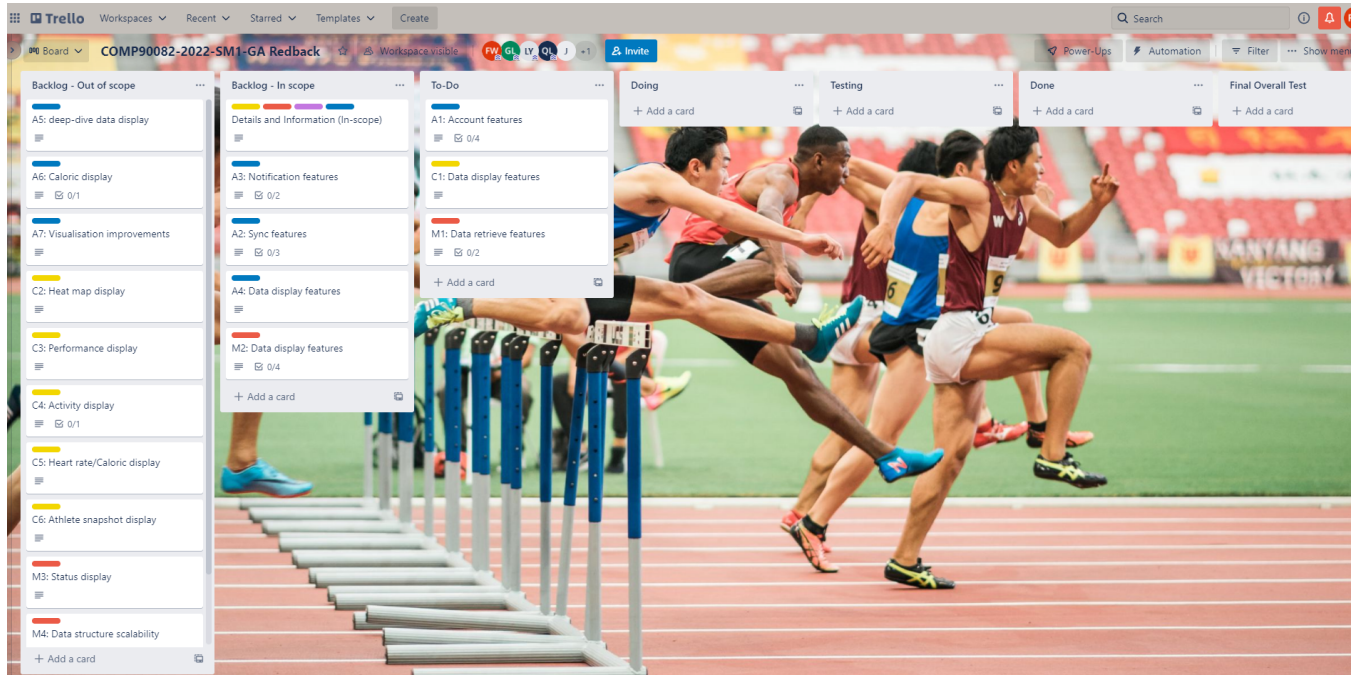 Trello Workspaces Recent Starred Templates Create Search
Board COMP90082-2022-SM1-GA Redback Workspace visible FW GL LY QL J +1 Invite Power-Ups Automation Filter Show menu
Backlog - Out of scope
A5: deep-dive data display
A6: Caloric display
0/1
A7: Visualisation improvements
C2: Heat map display
C3: Performance display
C4: Activity display
0/1
C5: Heart rate/Caloric display
C6: Athlete snapshot display
M3: Status display
M4: Data structure scalability
+ Add a card
Backlog - In scope
Details and Information (In-scope)
A3: Notification features
0/2
A2: Sync features
0/3
A4: Data display features
M2: Data display features
0/4
+ Add a card
To-Do
A1: Account features
0/4
C1: Data display features
M1: Data retrieve features
0/2
+ Add a card
Doing
+ Add a card
Testing
+ Add a card
Done
+ Add a card
Final Overall Test
+ Add a card
NANYANG
VICTORY
W
9
6